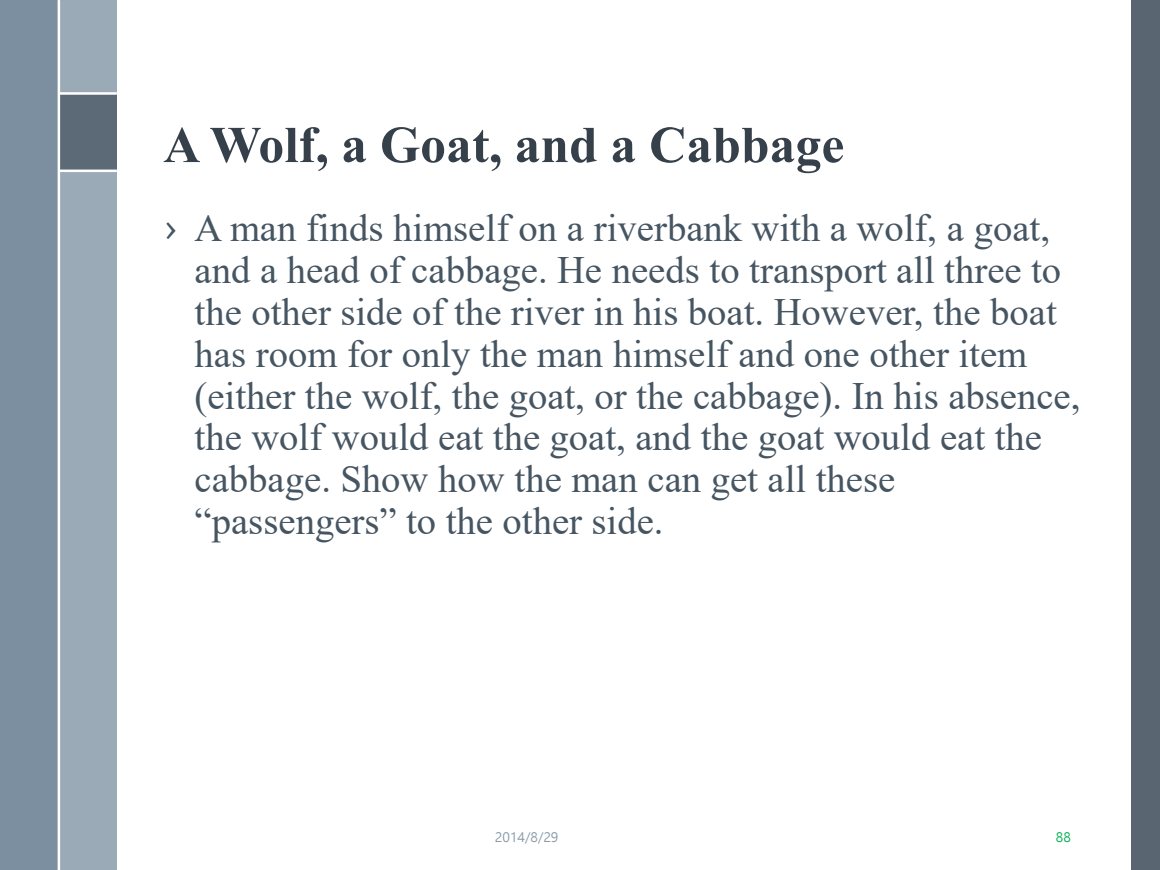 A Wolf, a Goat, and a Cabbage
› A man finds himself on a riverbank with a wolf, a goat,
and a head of cabbage. He needs to transport all three to
the other side of the river in his boat. However, the boat
has room for only the man himself and one other item
(either the wolf, the goat, or the cabbage). In his absence,
the wolf would eat the goat, and the goat would eat the
cabbage. Show how the man can get all these
“passengers” to the other side.
2014/8/29
88